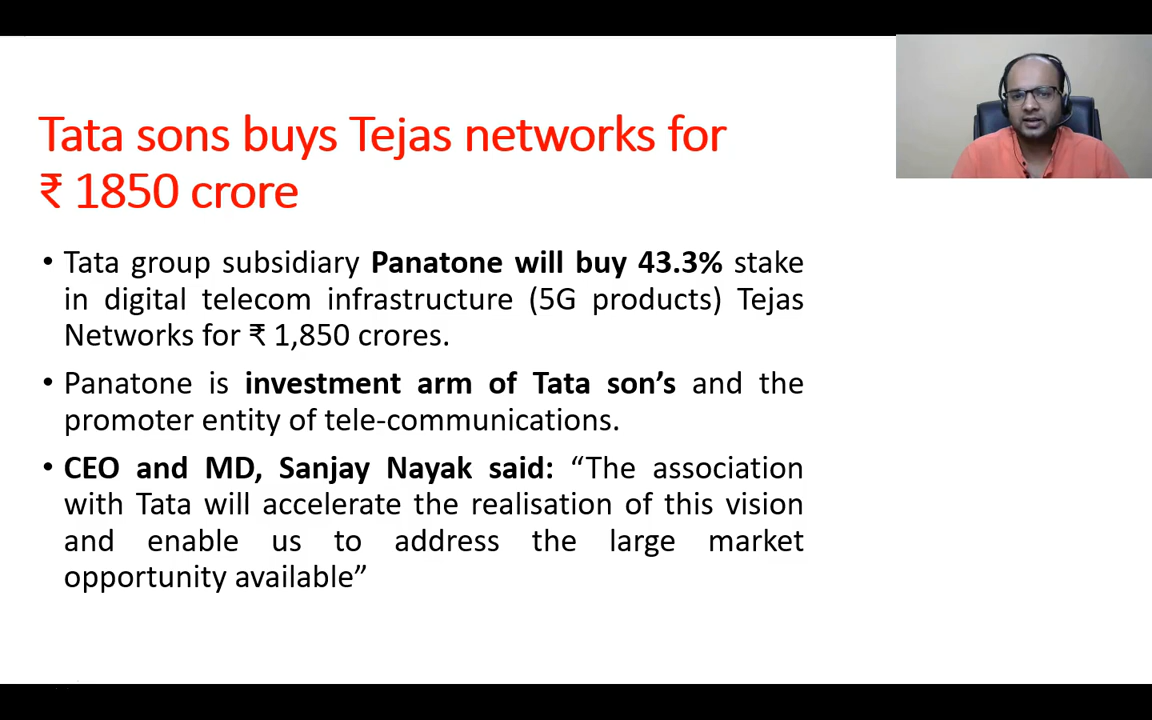 Tata sons buys Tejas networks for
₹ 1850 crore
• Tata group subsidiary Panatone will buy 43.3% stake
in digital telecom infrastructure (5G products) Tejas
Networks for ₹ 1,850 crores.
• Panatone is investment arm of Tata son’s and the
promoter entity of tele-communications.
• CEO and MD, Sanjay Nayak said: “The association
with Tata will accelerate the realisation of this vision
and enable us to address the large market
opportunity available”